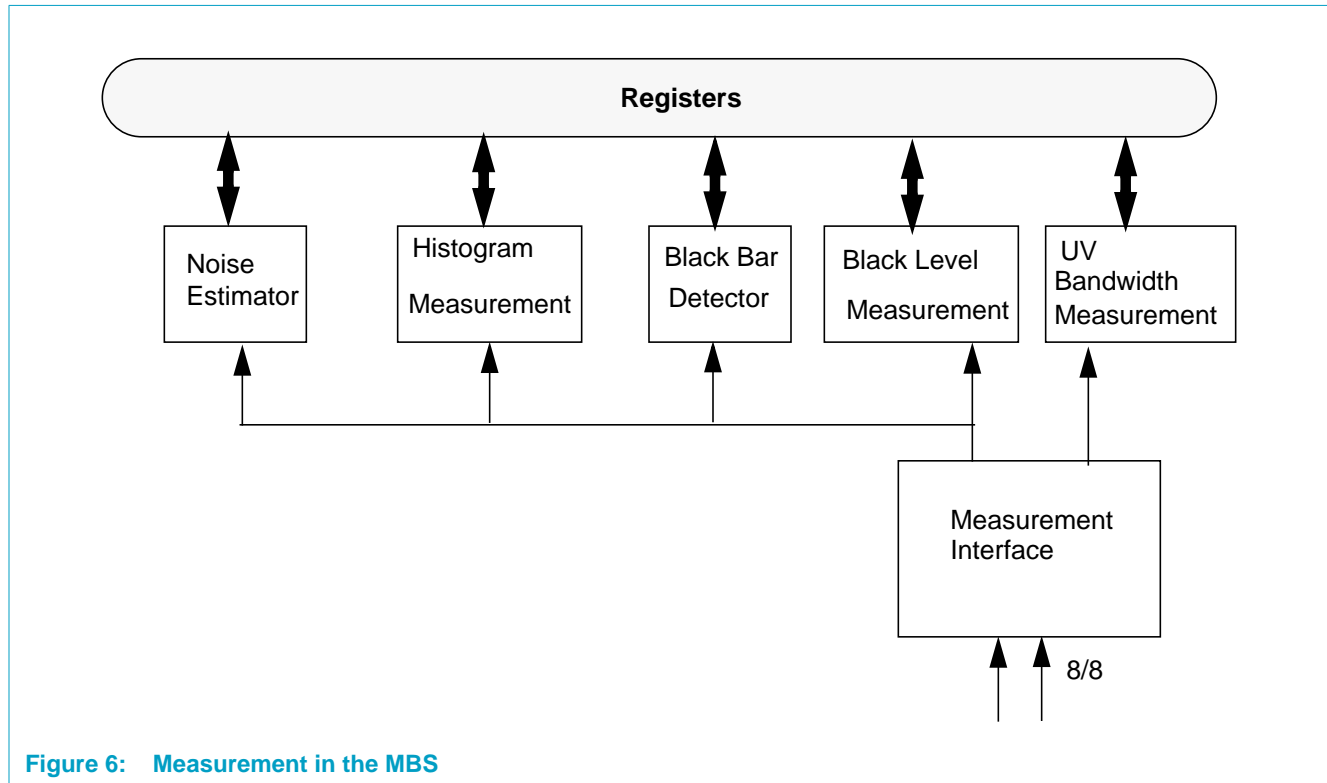 Registers
Noise
Estimator
Histogram
Measurement
Black Bar
Detector
Black Level
Measurement
UV
Bandwidth
Measurement
Measurement
Interface
8/8
Figure 6: Measurement in the MBS